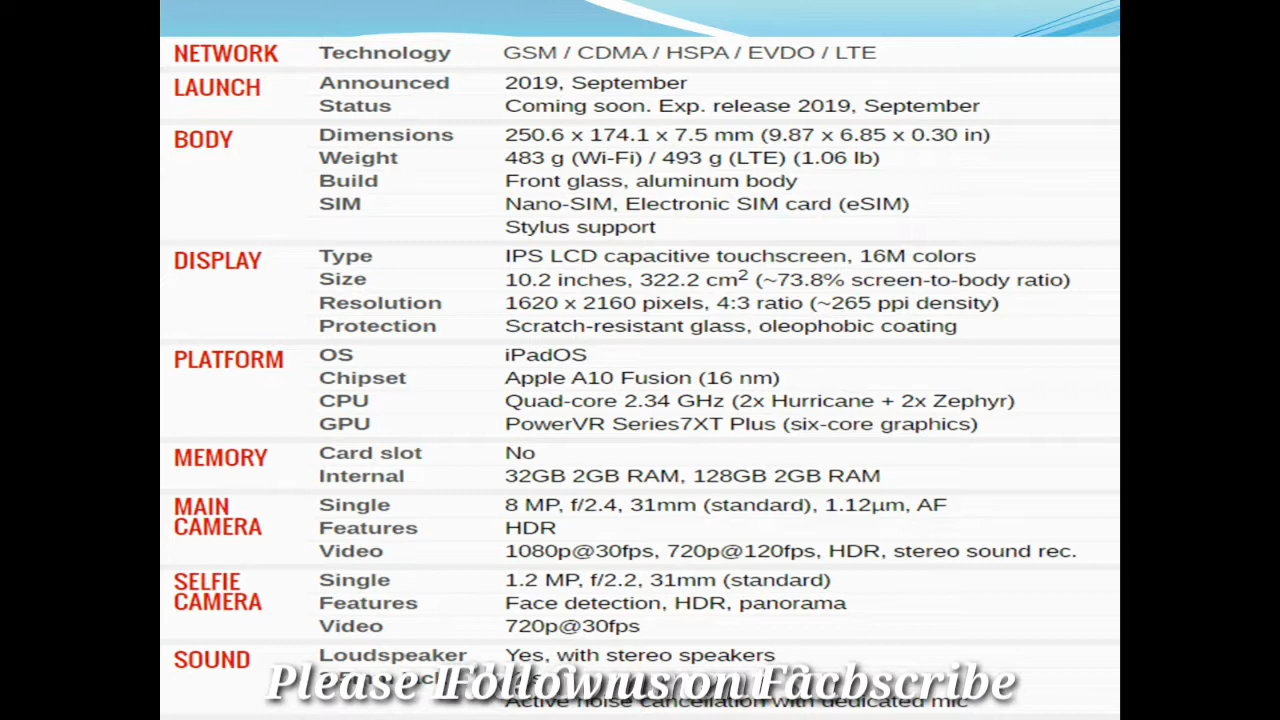 NETWORK Technology GSM / CDMA / HSPA / EVDO / LTE
LAUNCH Announced 2019, September
Status Coming soon. Exp. release 2019, September
BODY Dimensions 250.6 x 174.1 x 7.5 mm (9.87 x 6.85 x 0.30 in)
Weight 483 g (Wi-Fi) / 493 g (LTE) (1.06 lb)
Build Front glass, aluminum body
SIM Nano-SIM, Electronic SIM card (eSIM)
Stylus support
DISPLAY Type IPS LCD capacitive touchscreen, 16M colors
Size 10.2 inches, 322.2 cm² (~73.8% screen-to-body ratio)
Resolution 1620 x 2160 pixels, 4:3 ratio (~265 ppi density)
Protection Scratch-resistant glass, oleophobic coating
PLATFORM OS iPadOS
Chipset Apple A10 Fusion (16 nm)
CPU Quad-core 2.34 GHz (2x Hurricane + 2x Zephyr)
GPU PowerVR Series7XT Plus (six-core graphics)
MEMORY Card slot No
Internal 32GB 2GB RAM, 128GB 2GB RAM
MAIN CAMERA Single 8 MP, f/2.4, 31mm (standard), 1.12µm, AF
Features HDR
Video 1080p@30fps, 720p@120fps, HDR, stereo sound rec.
SELFIE CAMERA Single 1.2 MP, f/2.2, 31mm (standard)
Features Face detection, HDR, panorama
Video 720p@30fps
SOUND Loudspeaker Yes, with stereo speakers
Please
Active noise cancellation with dedicated mic